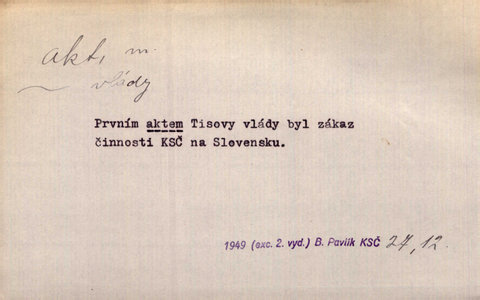 akt, m.
vlády
Prvním aktem Tisovy vlády byl zákaz
činnosti KSČ na Slovensku.
1949 (exc. 2. vyd.) B. Pavlík KSČ 27,12.